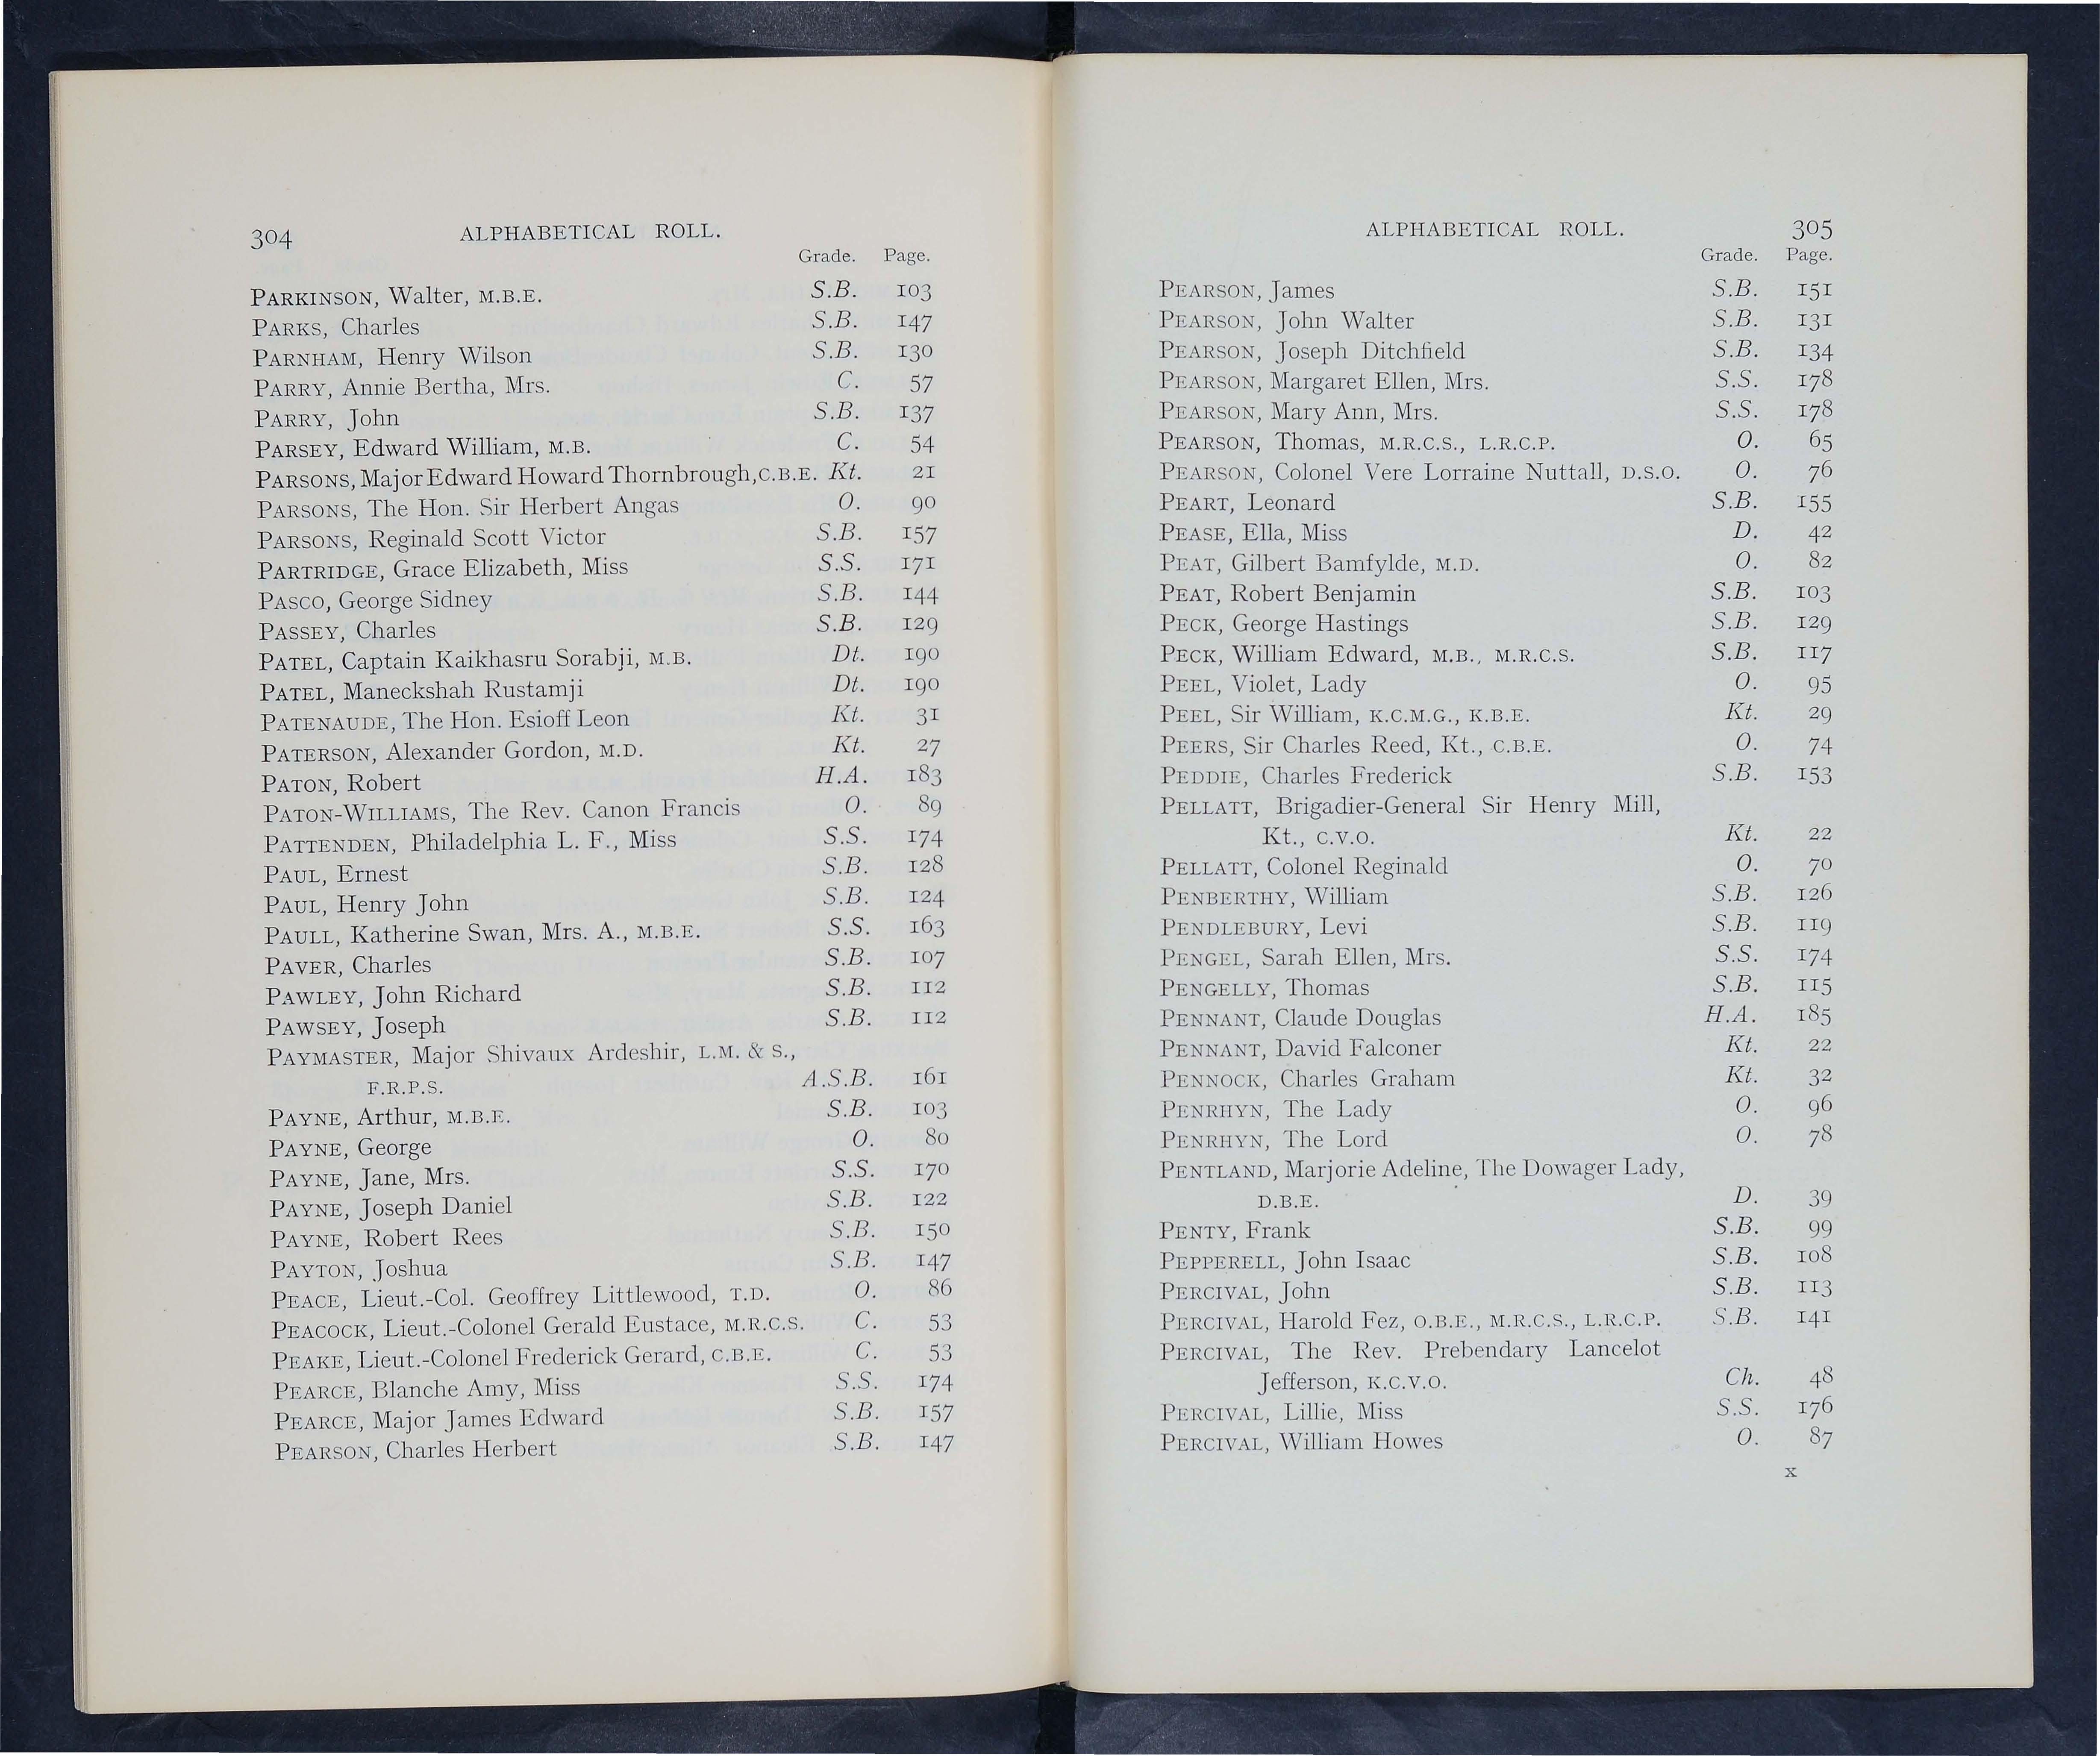 304 ALPHABETICAL ROLL.
Grade. Page.
PARKINSON, Walter, M.B.E. S.B. 103
PARKS, Charles S.B. 147
PARNHAM, Henry Wilson S.B. 130
PARRY, Annie Bertha, Mrs. C. 57
PARRY, John S.B. 137
PARSEY, Edward William, M.B. C. 54
PARSONS, Major Edward Howard Thornbrough, C.B.E. Kt. 21
PARSONS, The Hon. Sir Herbert Angas O. 90
PARSONS, Reginald Scott Victor S.B. 157
PARTRIDGE, Grace Elizabeth, Miss S.S. 171
PASCO, George Sidney S.B. 144
PASSEY, Charles S.B. 129
PATEL, Captain Kaikhasru Sorabji, M.B. Dt. 190
PATEL, Maneckshah Rustamji Dt. 190
PATENAUDE, The Hon. Esioff Leon Kt. 31
PATERSON, Alexander Gordon, M.D. Kt. 27
PATON, Robert H.A. 183
PATON-WILLIAMS, The Rev. Canon Francis O. 89
PATTENDEN, Philadelphia L. F., Miss S.S. 174
PAUL, Ernest S.B. 128
PAUL, Henry John S.B. 124
PAULL, Katherine Swan, Mrs. A., M.B.E. S.S. 163
PAVER, Charles S.B. 107
PAWLEY, John Richard S.B. 112
PAWSEY, Joseph S.B. 112
PAYMASTER, Major Shivaux Ardeshir, L.M. & S.,
F.R.P.S. A.S.B. 161
PAYNE, Arthur, M.B.E. S.B. 103
PAYNE, George O. 80
PAYNE, Jane, Mrs. S.S. 170
PAYNE, Joseph Daniel S.B. 122
PAYNE, Robert Rees S.B. 150
PAYTON, Joshua S.B. 147
PEACE, Lieut.-Col. Geoffrey Littlewood, T.D. O. 86
PEACOCK, Lieut.-Colonel Gerald Eustace, M.R.C.S. C. 53
PEAKE, Lieut.-Colonel Frederick Gerard, C.B.E. C. 53
PEARCE, Blanche Amy, Miss S.S. 174
PEARCE, Major James Edward S.B. 157
PEARSON, Charles Herbert S.B. 147
ALPHABETICAL ROLL. 305
Grade. Page.
PEARSON, James S.B. 151
PEARSON, John Walter S.B. 131
PEARSON, Joseph Ditchfield S.B. 134
PEARSON, Margaret Ellen, Mrs. S.S. 178
PEARSON, Mary Ann, Mrs. S.S. 178
PEARSON, Thomas, M.R.C.S., L.R.C.P. O. 65
PEARSON, Colonel Vere Lorraine Nuttall, D.S.O. O. 76
PEART, Leonard S.B. 155
PEASE, Ella, Miss D. 42
PEAT, Gilbert Bamfylde, M.D. O. 82
PEAT, Robert Benjamin S.B. 103
PECK, George Hastings S.B. 129
PECK, William Edward, M.B., M.R.C.S. S.B. 117
PEEL, Violet, Lady O. 95
PEEL, Sir William, K.C.M.G., K.B.E. Kt. 29
PEERS, Sir Charles Reed, Kt., C.B.E. O. 74
PEDDIE, Charles Frederick S.B. 153
PELLATT, Brigadier-General Sir Henry Mill,
Kt., C.V.O. Kt. 22
PELLATT, Colonel Reginald O. 70
PENBERTHY, William S.B. 126
PENDLEBURY, Levi S.B. 119
PENGEL, Sarah Ellen, Mrs. S.S. 174
PENGELLY, Thomas S.B. 115
PENNANT, Claude Douglas H.A. 185
PENNANT, David Falconer Kt. 22
PENNOCK, Charles Graham Kt. 32
PENRHYN, The Lady O. 96
PENRHYN, The Lord O. 78
PENTLAND, Marjorie Adeline, The Dowager Lady,
D.B.E. D. 39
PENTY, Frank S.B. 99
PEPPERELL, John Isaac S.B. 108
PERCIVAL, John S.B. 113
PERCIVAL, Harold Fez, O.B.E., M.R.C.S., L.R.C.P. S.B. 141
PERCIVAL, The Rev. Prebendary Lancelot
Jefferson, K.C.V.O. Ch. 48
PERCIVAL, Lillie, Miss S.S. 176
PERCIVAL, William Howes O. 87
x